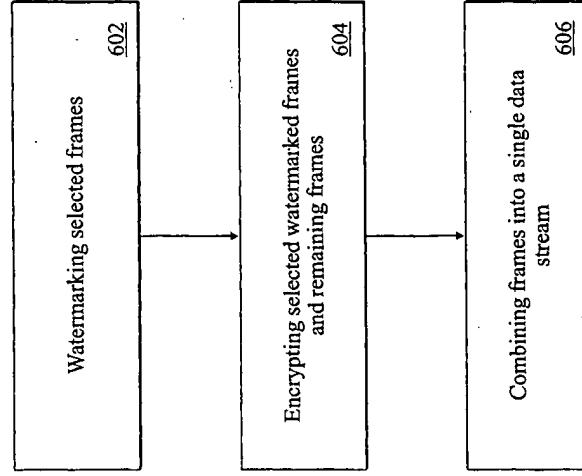 Watermarking selected frames
602
Encrypting selected watermarked frames
and remaining frames
604
Combining frames into a single data
stream
606